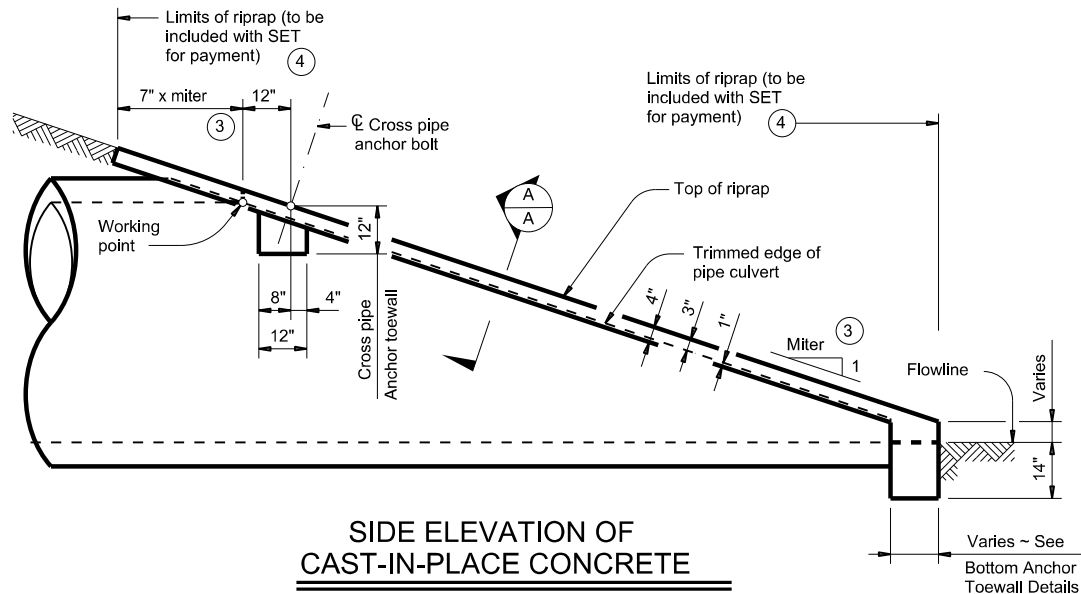 Limits of riprap (to be
included with SET
for payment)
4
7" x miter
12"
3
℄ Cross pipe
anchor bolt
Limits of riprap (to be
included with SET
for payment)
4
A
A
Top of riprap
Working
point
12"
Trimmed edge of
pipe culvert
8"
4"
12"
Cross pipe
Anchor toewall
4"
3"
1"
Miter
3
1
Flowline
Varies
14"
SIDE ELEVATION OF
CAST-IN-PLACE CONCRETE
Varies ~ See
Bottom Anchor
Toewall Details